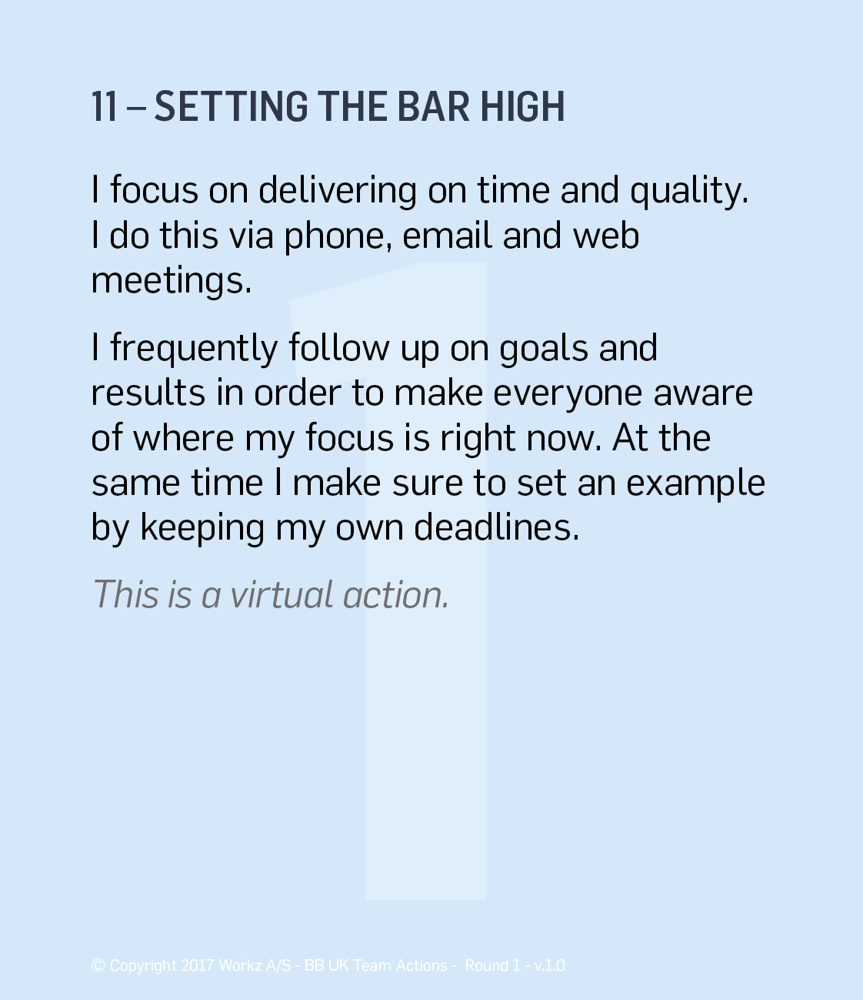 11 – SETTING THE BAR HIGH
I focus on delivering on time and quality.
I do this via phone, email and web
meetings.
I frequently follow up on goals and
results in order to make everyone aware
of where my focus is right now. At the
same time I make sure to set an example
by keeping my own deadlines.
This is a virtual action.
1
© Copyright 2017 Workz A/S - BB UK Team Actions -  Round 1 - v.1.0